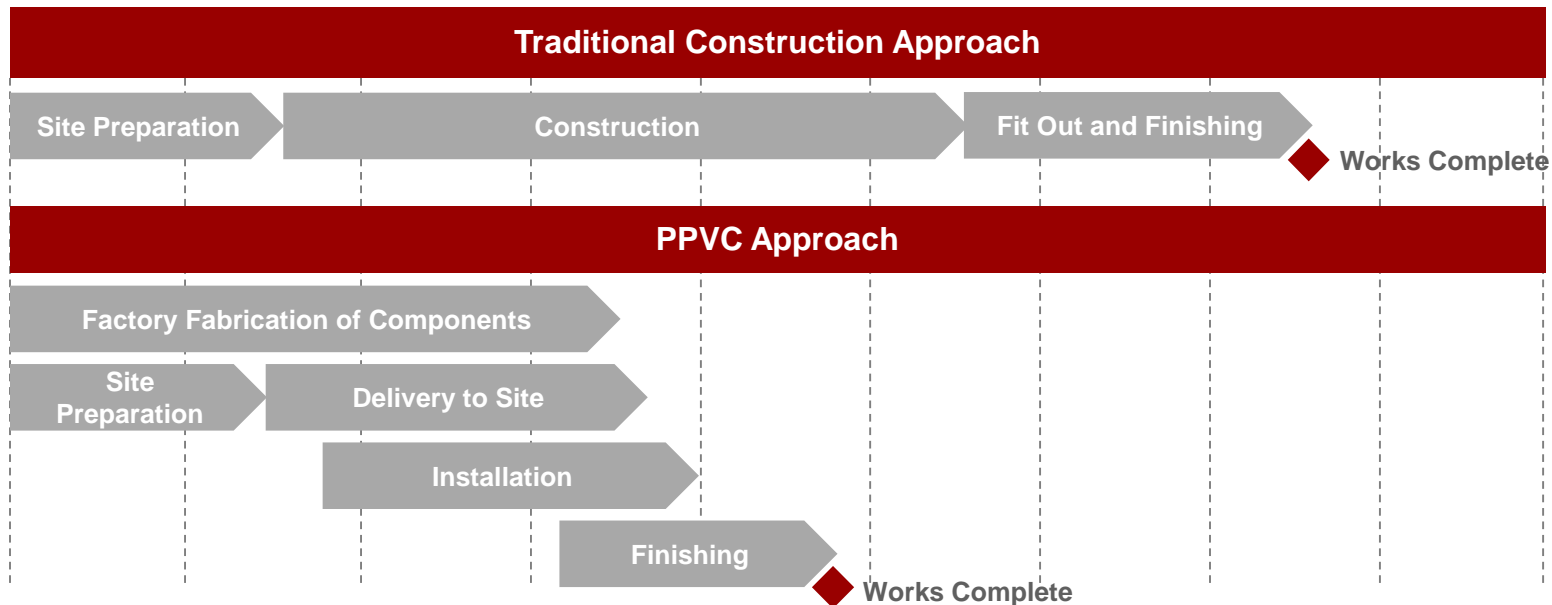 Traditional Construction Approach
Site Preparation
Construction
Fit Out and Finishing
Works Complete
PPVC Approach
Factory Fabrication of Components
Site
Preparation
Delivery to Site
Installation
Finishing
Works Complete